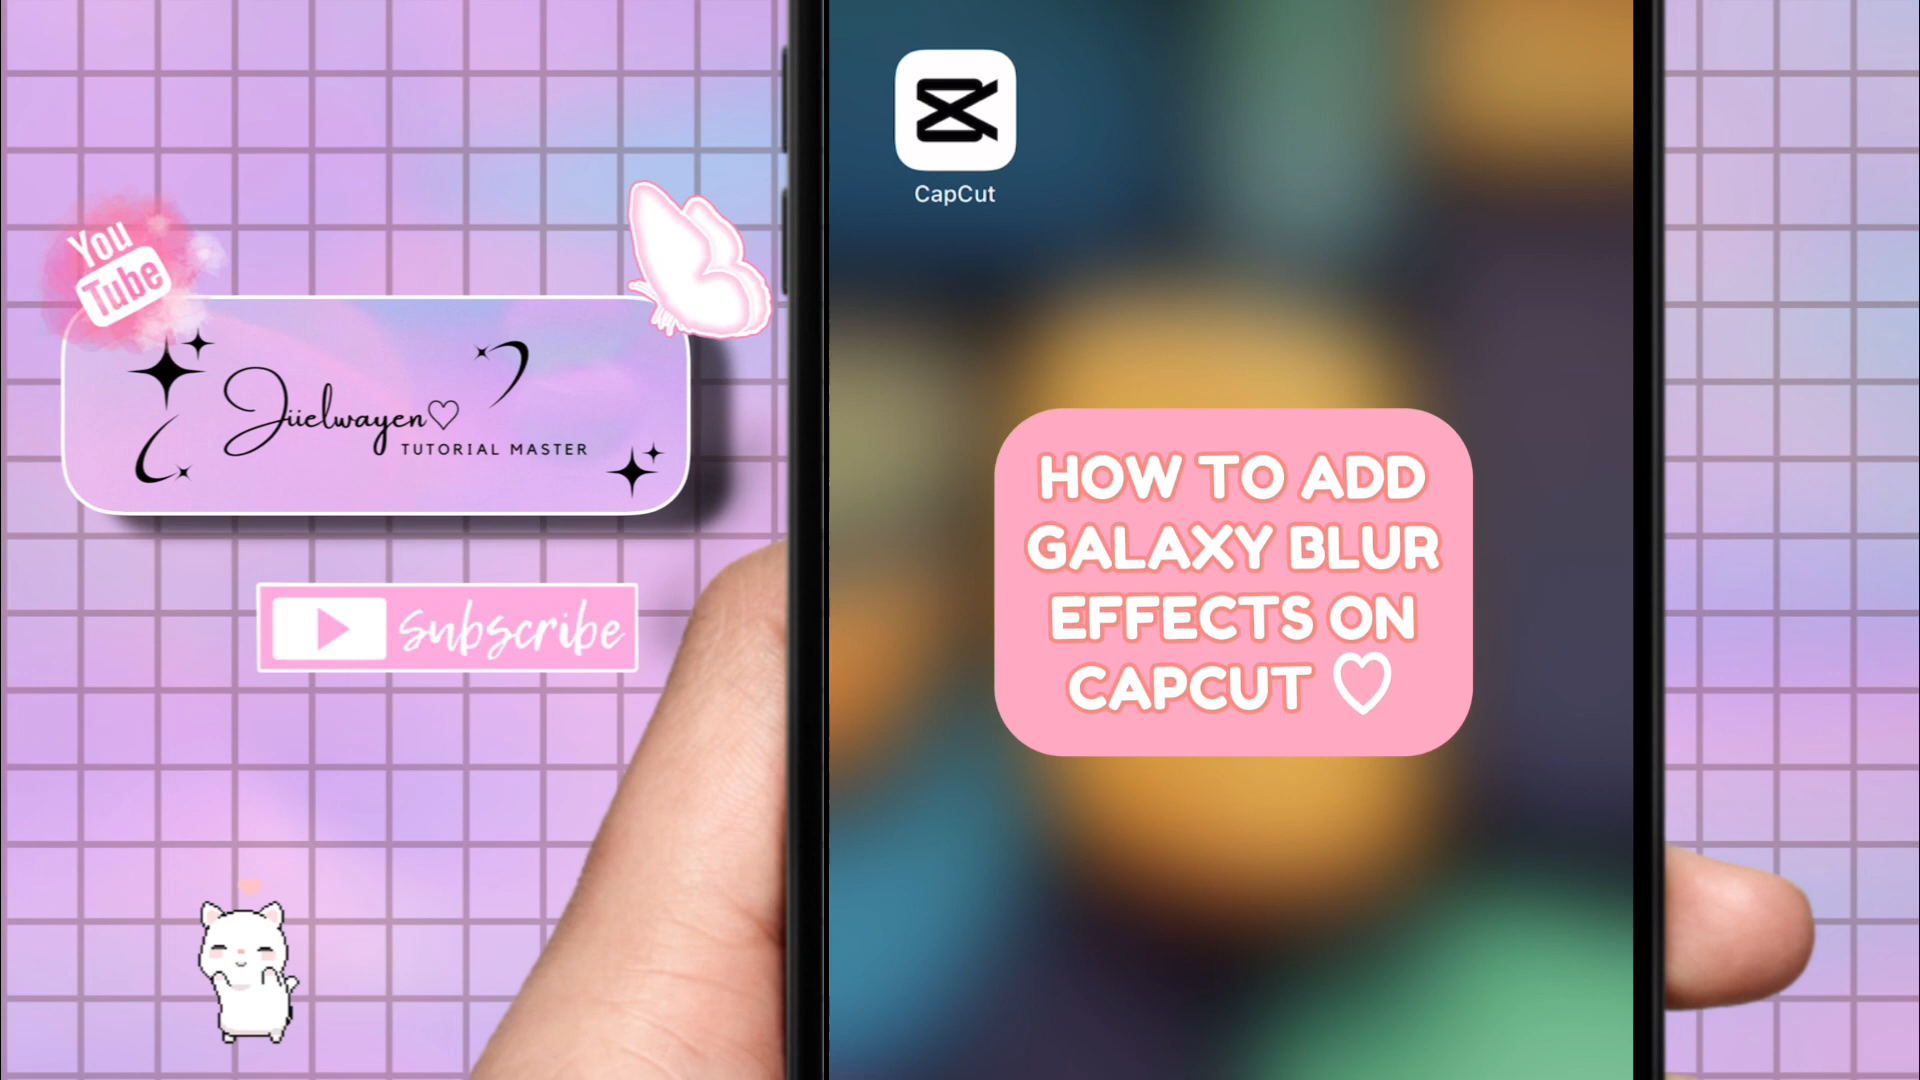 You
Tube
Jiielwayen♡
TUTORIAL MASTER
Subscribe
CapCut
HOW TO ADD
GALAXY BLUR
EFFECTS ON
CAPCUT ♡